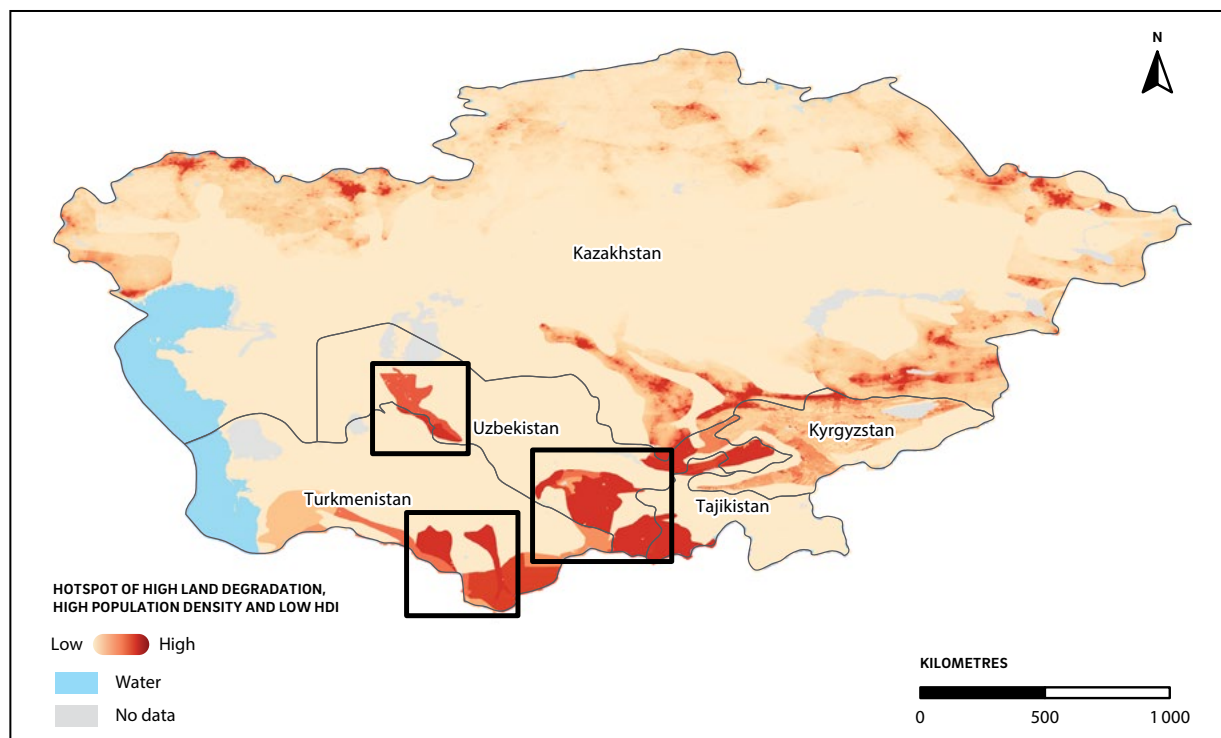 N
Kazakhstan
Uzbekistan
Kyrgyzstan
Turkmenistan
Tajikistan
HOTSPOT OF HIGH LAND DEGRADATION,
HIGH POPULATION DENSITY AND LOW HDI
Low High
Water
No data
KILOMETRES
0 500 1 000